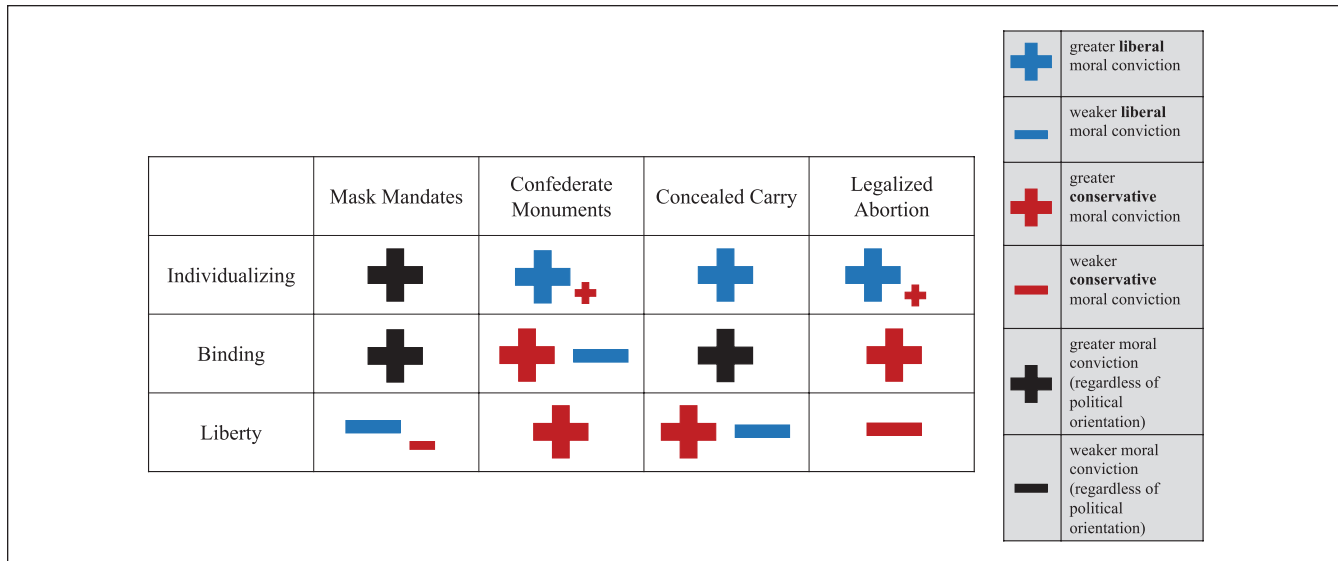 Mask Mandates
Confederate
Monuments
Concealed Carry
Legalized
Abortion
Individualizing
Binding
Liberty
greater liberal
moral conviction
weaker liberal
moral conviction
greater
conservative
moral conviction
weaker
conservative
moral conviction
greater moral
conviction
(regardless of
political
orientation)
weaker moral
conviction
(regardless of
political
orientation)